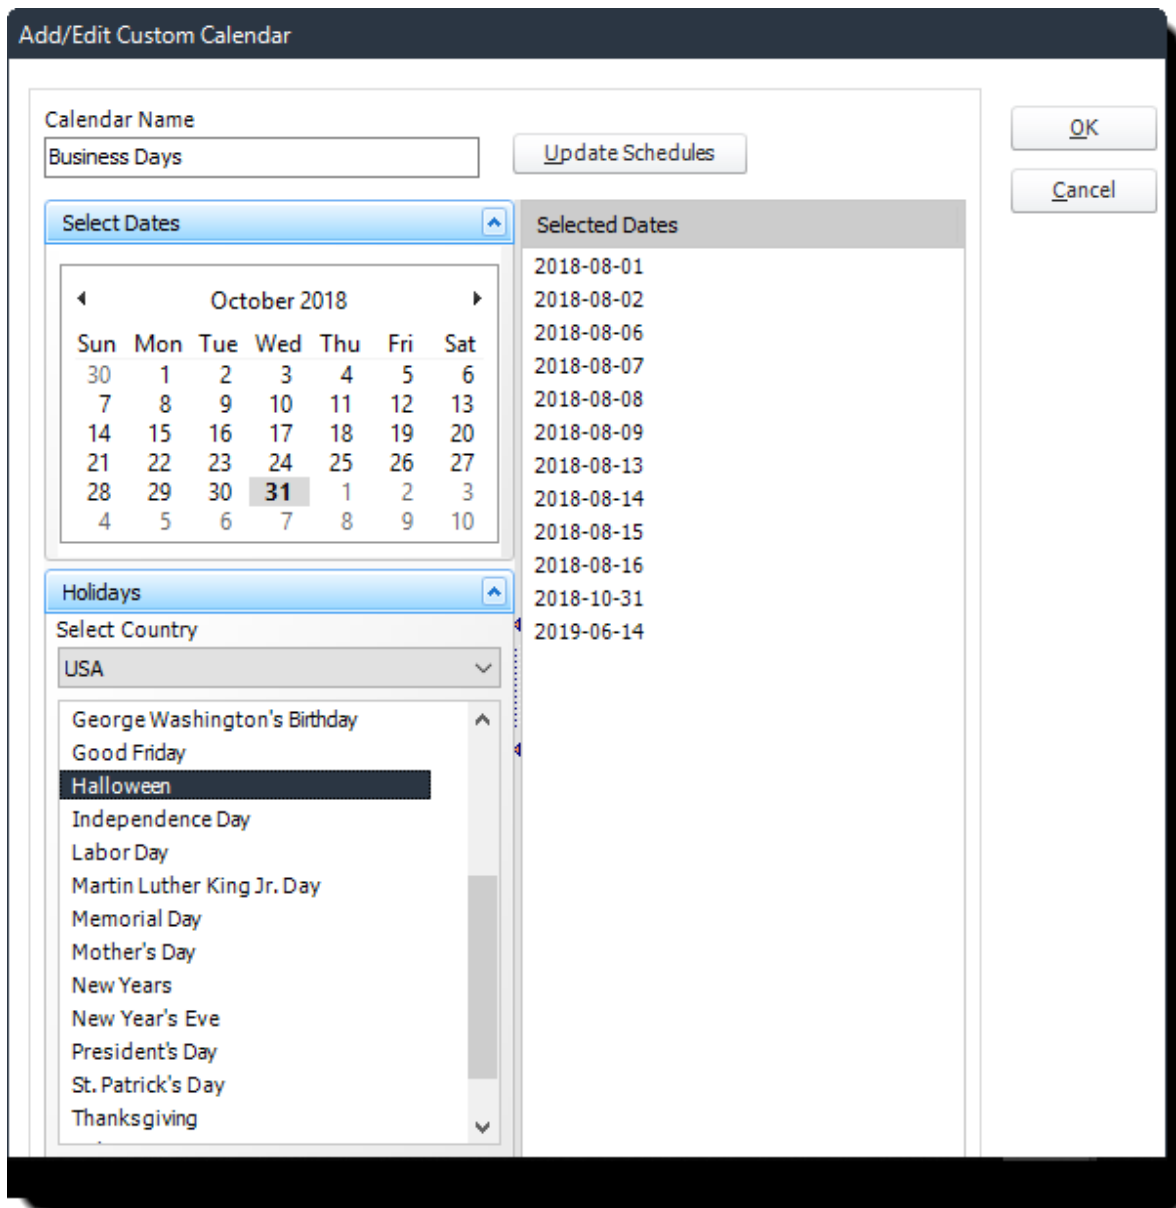 Add/Edit Custom Calendar
Calendar Name
Business Days
Update Schedules
OK
Cancel
Select Dates
October 2018
Sun Mon Tue Wed Thu Fri Sat
30 1 2 3 4 5 6
7 8 9 10 11 12 13
14 15 16 17 18 19 20
21 22 23 24 25 26 27
28 29 30 31 1 2 3
4 5 6 7 8 9 10
Holidays
Select Country
USA
George Washington's Birthday
Good Friday
Halloween
Independence Day
Labor Day
Martin Luther King Jr. Day
Memorial Day
Mother's Day
New Years
New Year's Eve
President's Day
St. Patrick's Day
Thanksgiving
Selected Dates
2018-08-01
2018-08-02
2018-08-06
2018-08-07
2018-08-08
2018-08-09
2018-08-13
2018-08-14
2018-08-15
2018-08-16
2018-10-31
2019-06-14